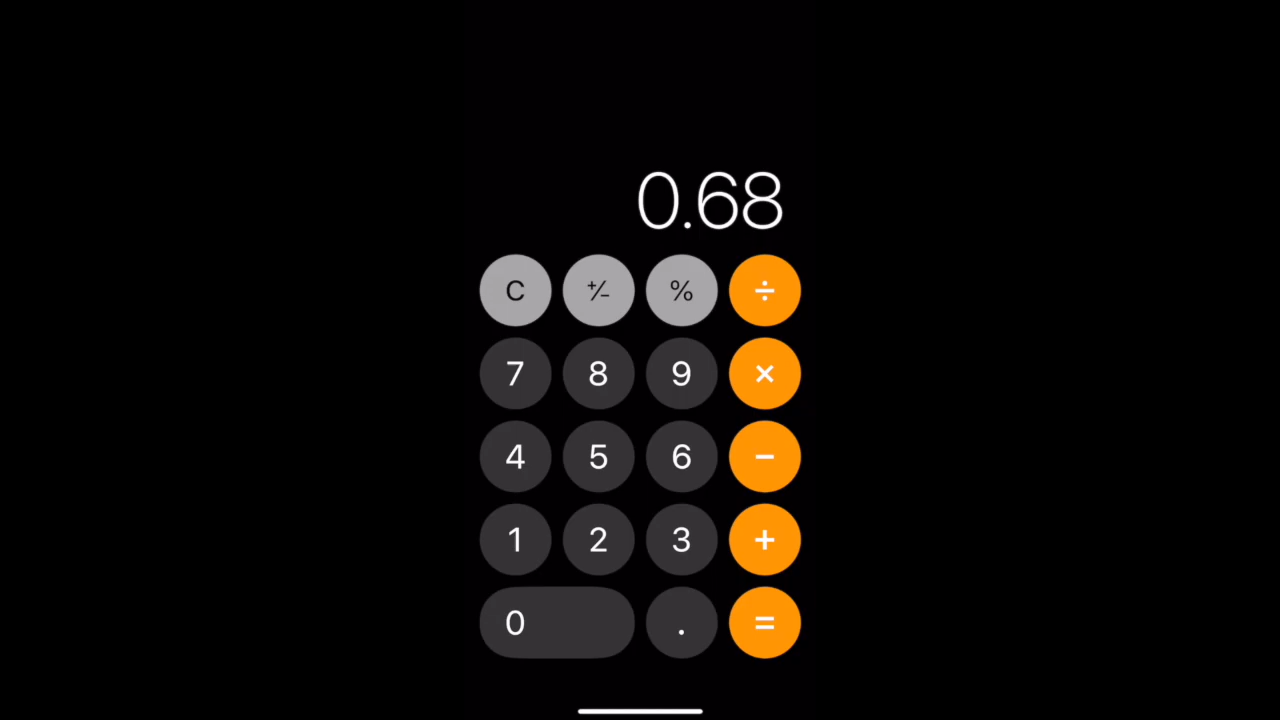 0.68
C ⁺⁄₋ % ÷
7 8 9 ×
4 5 6 −
1 2 3 +
0 . =